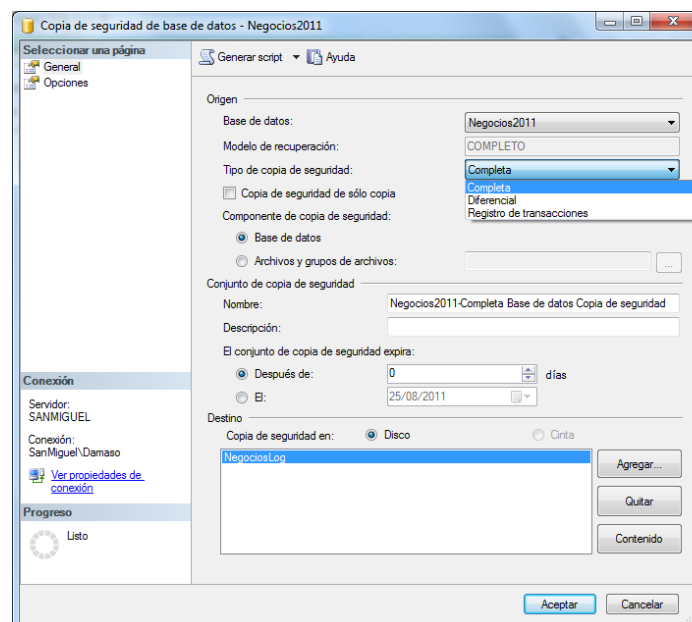 Copia de seguridad de base de datos - Negocios2011
Seleccionar una página
General
Opciones
Generar script
Ayuda
Origen
Base de datos:
Negocios2011
Modelo de recuperación:
COMPLETO
Tipo de copia de seguridad:
Completa
Completa
Diferencial
Registro de transacciones
Copia de seguridad de sólo copia
Componente de copia de seguridad:
Base de datos
Archivos y grupos de archivos:
...
Conjunto de copia de seguridad
Nombre:
Negocios2011-Completa Base de datos Copia de seguridad
Descripción:
El conjunto de copia de seguridad expira:
Después de:
0
días
El:
25/08/2011
Destino
Copia de seguridad en:
Disco
Cinta
NegociosLog
Agregar...
Quitar
Contenido
Conexión
Servidor:
SANMIGUEL
Conexión:
SanMiguel\Damaso
Ver propiedades de
conexión
Progreso
Listo
Aceptar
Cancelar